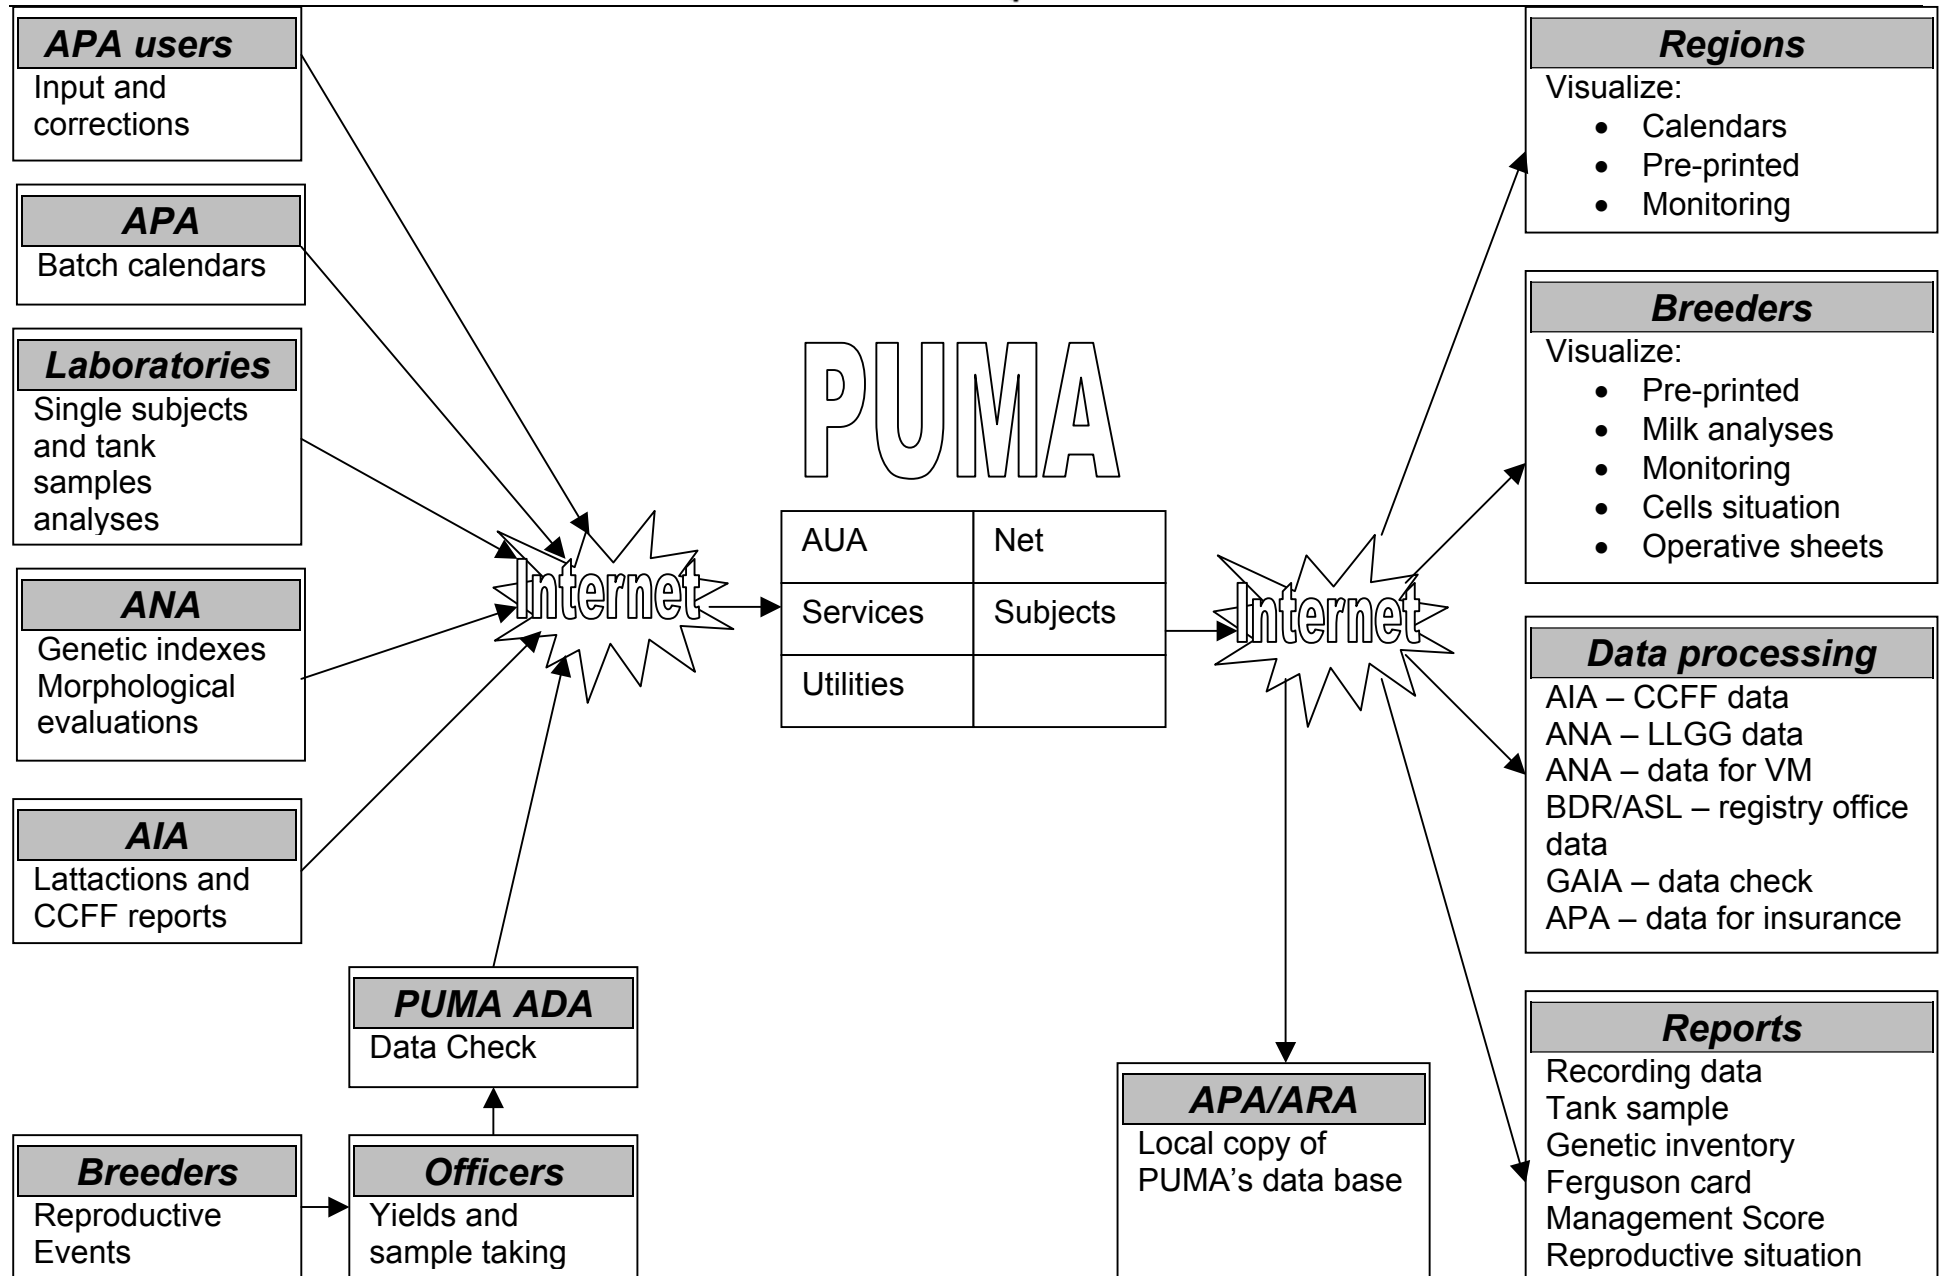 APA users
Input and
corrections
APA
Batch calendars
Laboratories
Single subjects
and tank
samples
analyses
ANA
Genetic indexes
Morphological
evaluations
AIA
Lattactions and
CCFF reports
PUMA ADA
Data Check
Breeders
Reproductive
Events
Officers
Yields and
sample taking
Internet
PUMA
AUA
Net
Services
Subjects
Utilities
Internet
APA/ARA
Local copy of
PUMA’s data base
Regions
Visualize:
• Calendars
• Pre-printed
• Monitoring
Breeders
Visualize:
• Pre-printed
• Milk analyses
• Monitoring
• Cells situation
• Operative sheets
Data processing
AIA – CCFF data
ANA – LLGG data
ANA – data for VM
BDR/ASL – registry office
data
GAIA – data check
APA – data for insurance
Reports
Recording data
Tank sample
Genetic inventory
Ferguson card
Management Score
Reproductive situation